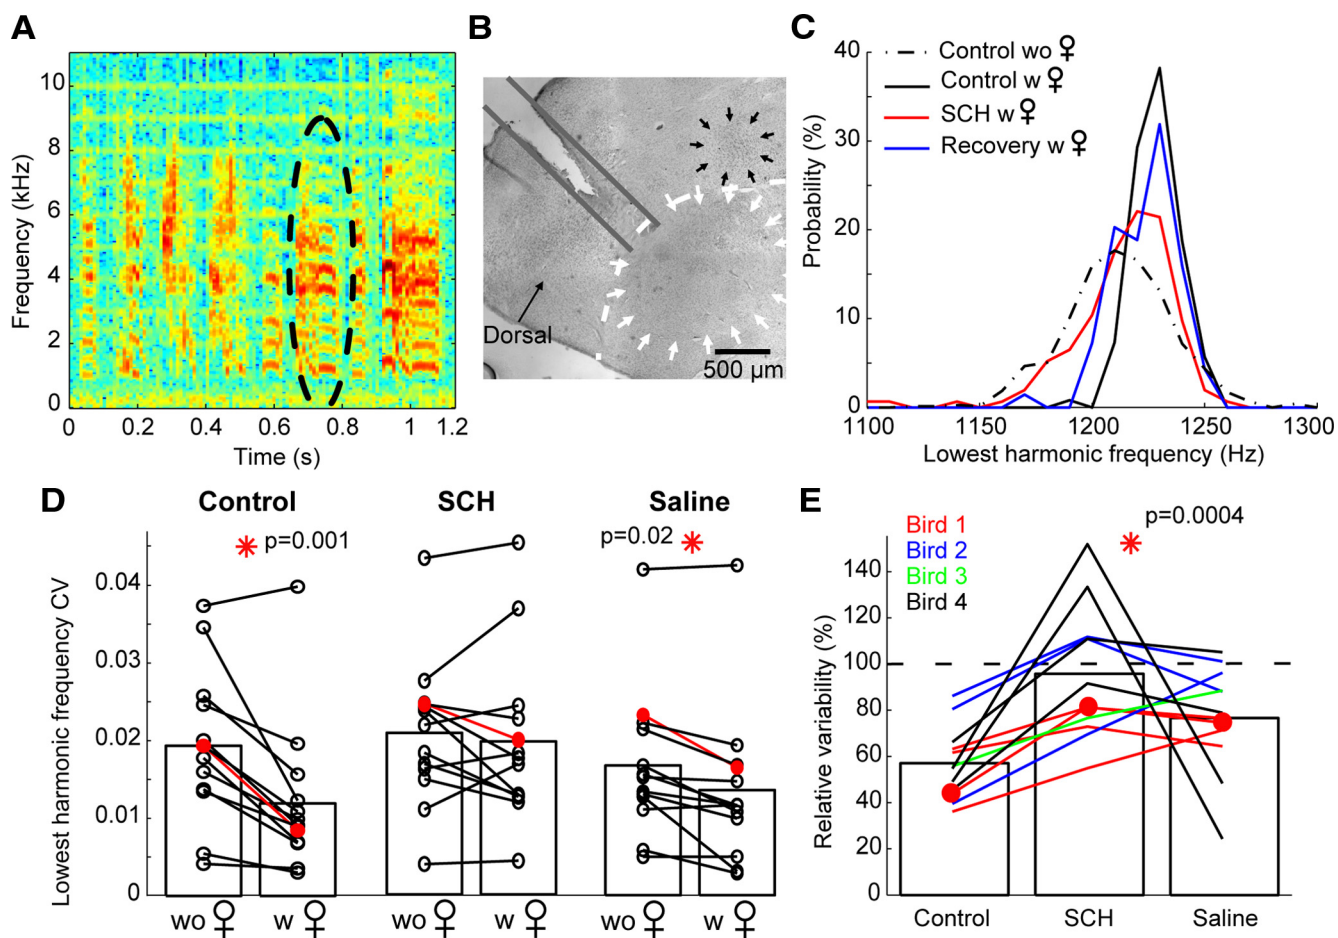 A
Frequency (kHz)
10
8
6
4
2
0
0 0.2 0.4 0.6 0.8 1 1.2
Time (s)
B
Dorsal
500 µm
C
Control wo ♀
Control w ♀
SCH w ♀
Recovery w ♀
Probability (%)
40
30
20
10
0
1100 1150 1200 1250 1300
Lowest harmonic frequency (Hz)
D
Control SCH Saline
p=0.001
p=0.02
Lowest harmonic frequency CV
0.04
0.03
0.02
0.01
0
wo ♀ w ♀ wo ♀ w ♀ wo ♀ w ♀
E
Bird 1
Bird 2
Bird 3
Bird 4
p=0.0004
Relative variability (%)
140
120
100
80
60
40
20
0
Control SCH Saline